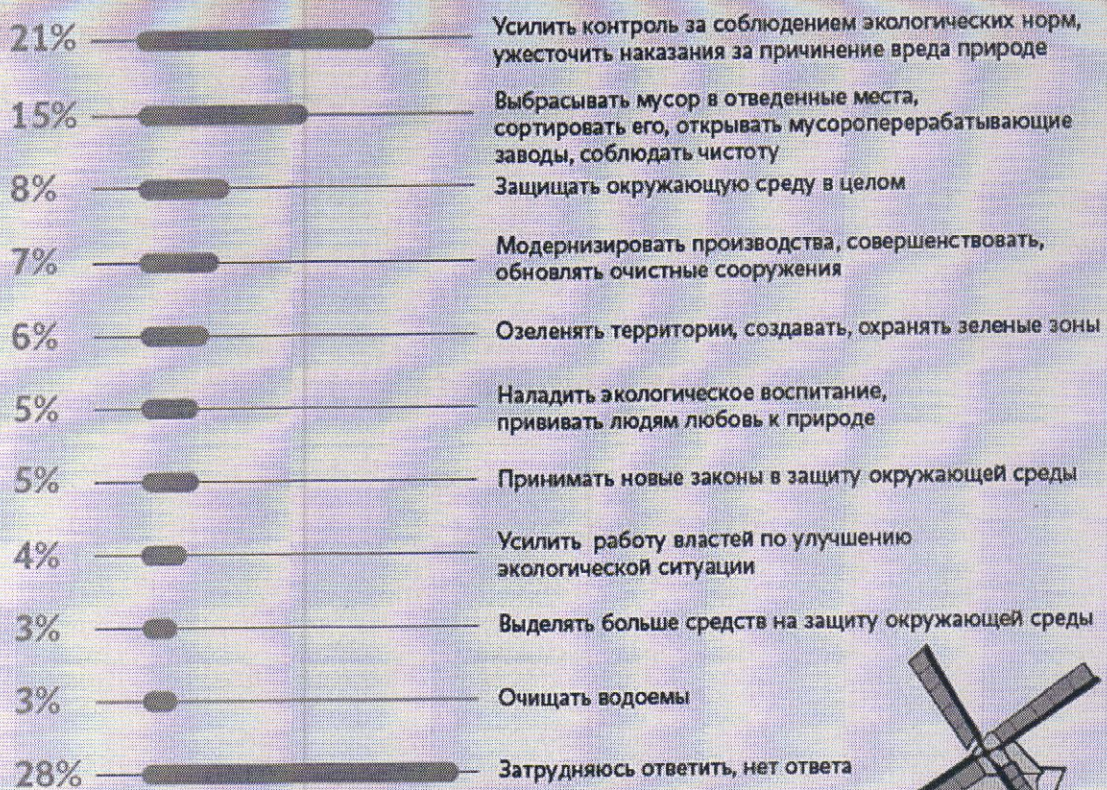 21% Усилить контроль за соблюдением экологических норм,
ужесточить наказания за причинение вреда природе
15% Выбрасывать мусор в отведенные места,
сортировать его, открывать мусороперерабатывающие
заводы, соблюдать чистоту
8% Защищать окружающую среду в целом
7% Модернизировать производства, совершенствовать,
обновлять очистные сооружения
6% Озеленять территории, создавать, охранять зеленые зоны
5% Наладить экологическое воспитание,
прививать людям любовь к природе
5% Принимать новые законы в защиту окружающей среды
4% Усилить работу властей по улучшению
экологической ситуации
3% Выделять больше средств на защиту окружающей среды
3% Очищать водоемы
28% Затрудняюсь ответить, нет ответа